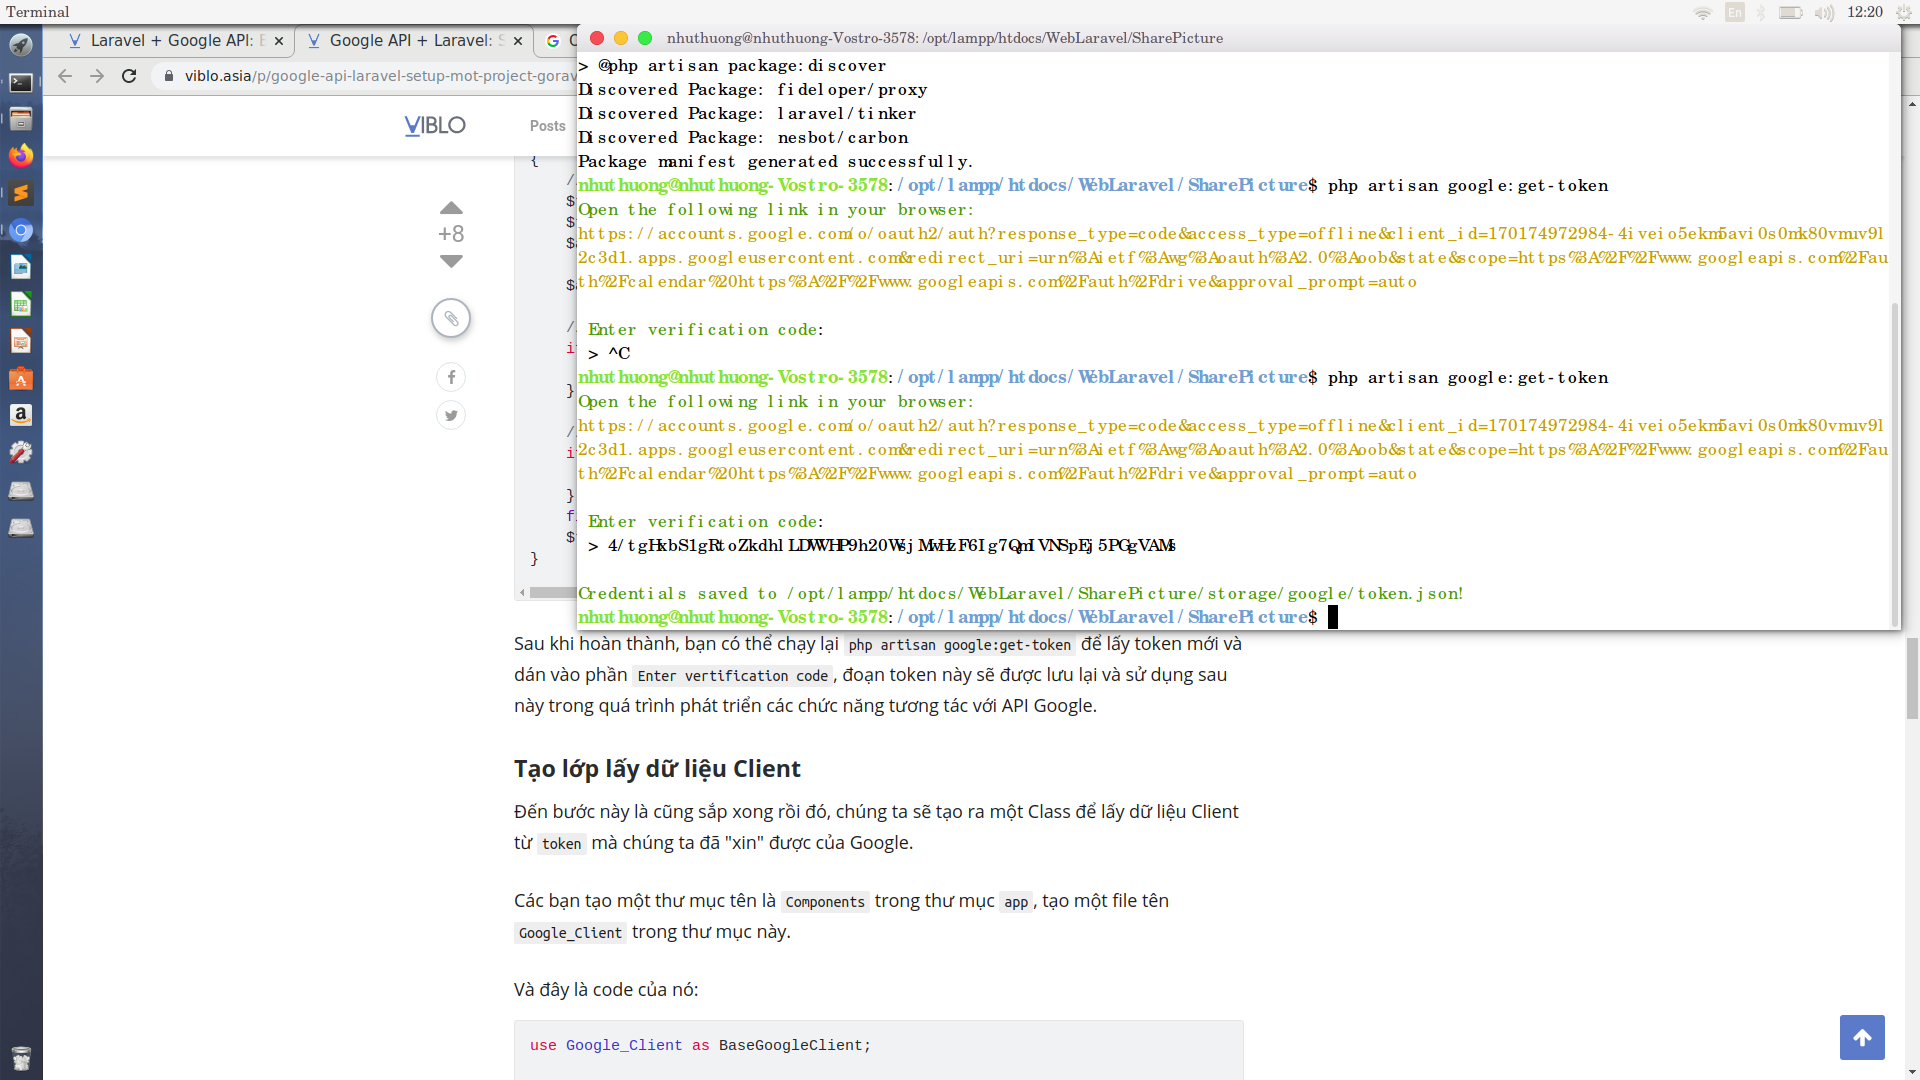 Terminal
En
12:20
Laravel + Google API: E
Google API + Laravel: S
viblo.asia/p/google-api-laravel-setup-mot-project-gorav
VIBLO
Posts
+8
{
}
}
}
nhuthuong@nhuthuong-Vostro-3578: /opt/lampp/htdocs/WebLaravel/SharePicture
> @php artisan package:discover
Discovered Package: fideloper/proxy
Discovered Package: laravel/tinker
Discovered Package: nesbot/carbon
Package manifest generated successfully.
nhuthuong@nhuthuong-Vostro-3578:/opt/lampp/htdocs/WebLaravel/SharePicture$ php artisan google:get-token
Open the following link in your browser:
https://accounts.google.com/o/oauth2/auth?response_type=code&access_type=offline&client_id=170174972984-4iveio5ekm5avi0s0mk80vmuv9l
2c3d1.apps.googleusercontent.com&redirect_uri=urn%3Aietf%3Awg%3Aoauth%3A2.0%3Aoob&state&scope=https%3A%2F%2Fwww.googleapis.com%2Fau
th%2Fcalendar%20https%3A%2F%2Fwww.googleapis.com%2Fauth%2Fdrive&approval_prompt=auto
Enter verification code:
> ^C
nhuthuong@nhuthuong-Vostro-3578:/opt/lampp/htdocs/WebLaravel/SharePicture$ php artisan google:get-token
Open the following link in your browser:
https://accounts.google.com/o/oauth2/auth?response_type=code&access_type=offline&client_id=170174972984-4iveio5ekm5avi0s0mk80vmuv9l
2c3d1.apps.googleusercontent.com&redirect_uri=urn%3Aietf%3Awg%3Aoauth%3A2.0%3Aoob&state&scope=https%3A%2F%2Fwww.googleapis.com%2Fau
th%2Fcalendar%20https%3A%2F%2Fwww.googleapis.com%2Fauth%2Fdrive&approval_prompt=auto
Enter verification code:
>
Credentials saved to /opt/lampp/htdocs/WebLaravel/SharePicture/storage/google/token.json!
nhuthuong@nhuthuong-Vostro-3578:/opt/lampp/htdocs/WebLaravel/SharePicture$
Sau khi hoàn thành, bạn có thể chạy lại php artisan google:get-token để lấy token mới và
dán vào phần Enter vertification code, đoạn token này sẽ được lưu lại và sử dụng sau
này trong quá trình phát triển các chức năng tương tác với API Google.
Tạo lớp lấy dữ liệu Client
Đến bước này là cũng sắp xong rồi đó, chúng ta sẽ tạo ra một Class để lấy dữ liệu Client
từ token mà chúng ta đã "xin" được của Google.
Các bạn tạo một thư mục tên là Components trong thư mục app, tạo một file tên
Google_Client trong thư mục này.
Và đây là code của nó:
use Google_Client as BaseGoogleClient;